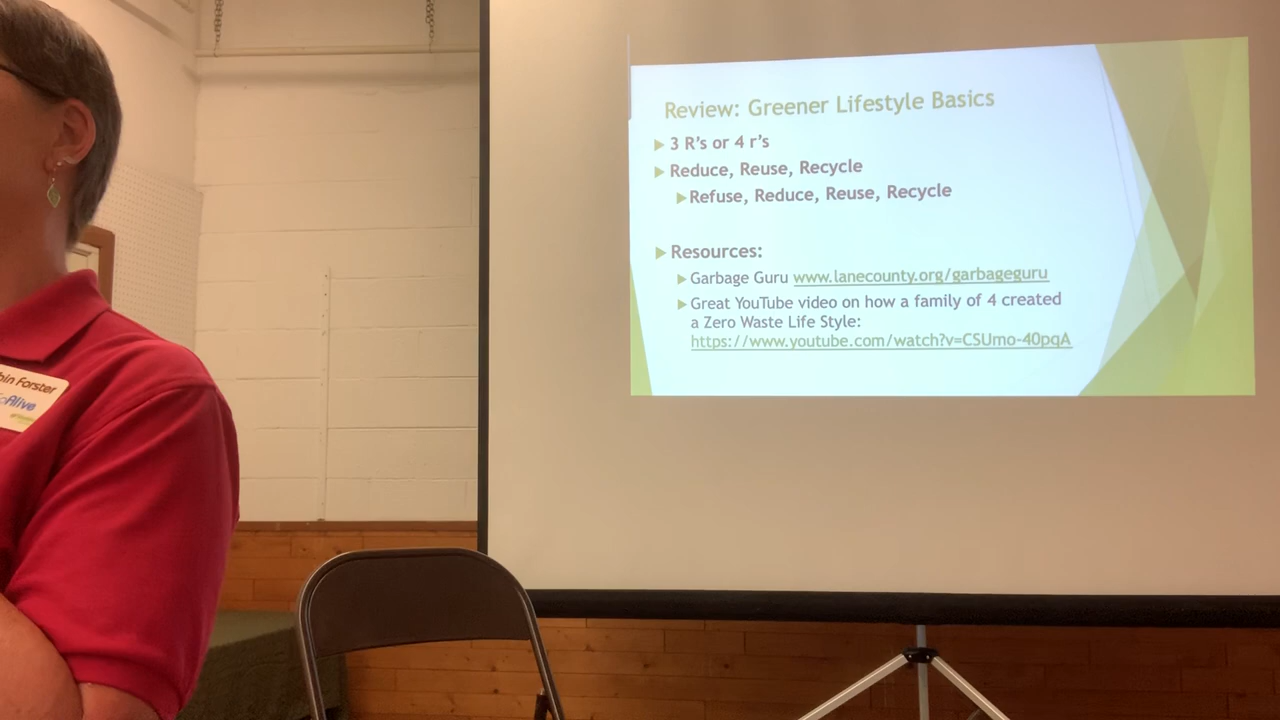 Review: Greener Lifestyle Basics
3 R's or 4 r's
Reduce, Reuse, Recycle
Refuse, Reduce, Reuse, Recycle
Resources:
Garbage Guru www.lanecounty.org/garbageguru
Great YouTube video on how a family of 4 created
a Zero Waste Life Style:
https://www.youtube.com/watch?v=CSUmo-40pqA
Forster
Alive